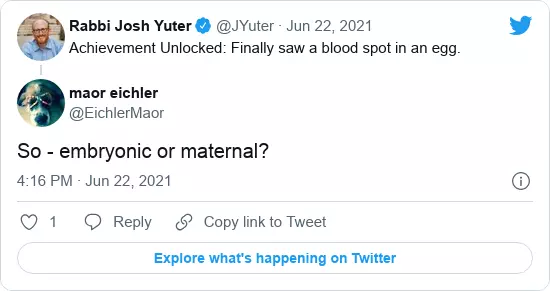 Rabbi Josh Yuter @JYuter · Jun 22, 2021
Achievement Unlocked: Finally saw a blood spot in an egg.
maor eichler
@EichlerMaor
So - embryonic or maternal?
4:16 PM · Jun 22, 2021
1 Reply Copy link to Tweet
Explore what's happening on Twitter